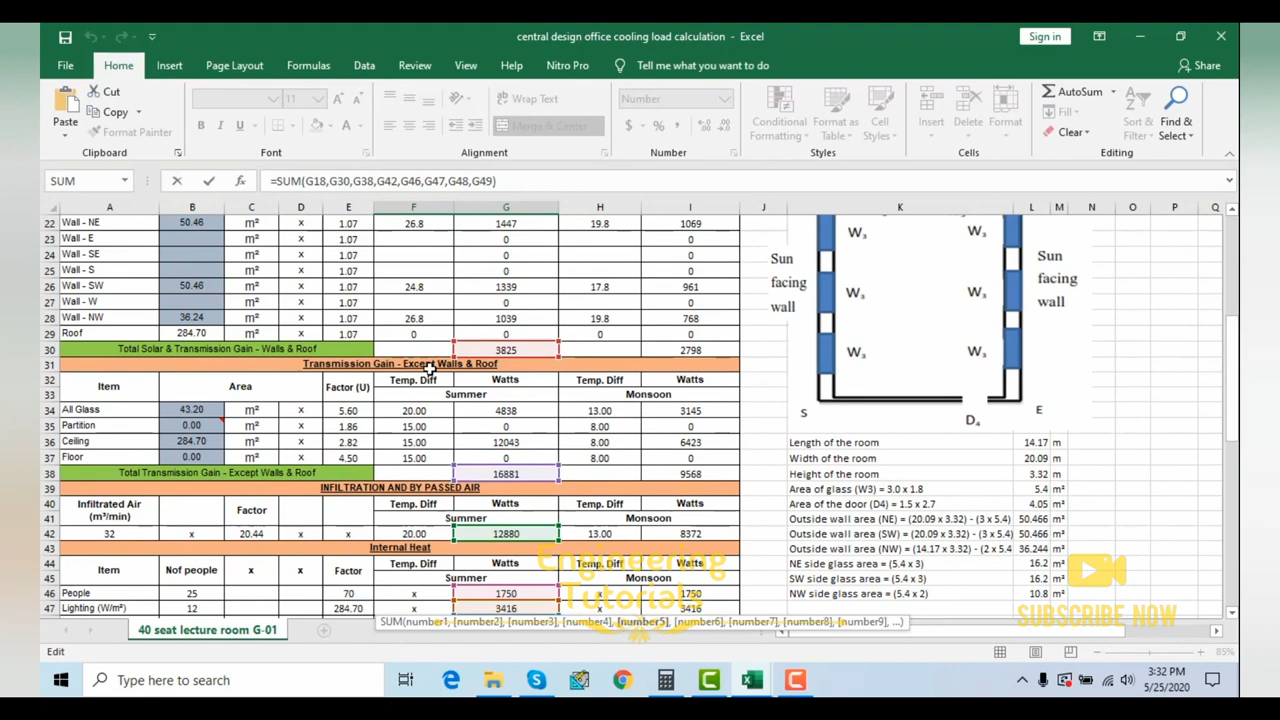 central design office cooling load calculation - Excel
Sign in
File Home Insert Page Layout Formulas Data Review View Help Nitro Pro Tell me what you want to do Share
Paste Cut Copy Format Painter
11
Wrap Text Merge & Center
Number
$ % ,
Conditional Formatting Format as Table Cell Styles
Insert Delete Format
AutoSum Fill Clear
Sort & Filter Find & Select
B I U
Clipboard Font Alignment Number Styles Cells Editing
SUM fx =SUM(G18,G30,G38,G42,G46,G47,G48,G49)
A B C D E F G H I J K L M N O P Q
22 Wall - NE 50.46 m² x 1.07 26.8 1447 19.8 1069
23 Wall - E m² x 1.07 0 0
24 Wall - SE m² x 1.07 0 0
25 Wall - S m² x 1.07 0 0
26 Wall - SW 50.46 m² x 1.07 24.8 1339 17.8 961
27 Wall - W m² x 1.07 0 0
28 Wall - NW 36.24 m² x 1.07 26.8 1039 19.8 768
29 Roof 284.70 m² x 1.07 0 0 0 0
30 Total Solar & Transmission Gain - Walls & Roof 3825 2798
31 Transmission Gain - Except Walls & Roof
32 Item Area Factor (U) Temp. Diff Watts Temp. Diff Watts
33 Summer Monsoon
34 All Glass 43.20 m² x 5.60 20.00 4838 13.00 3145
35 Partition 0.00 m² x 1.86 15.00 0 8.00 0
36 Ceiling 284.70 m² x 2.82 15.00 12043 8.00 6423
37 Floor 0.00 m² x 4.50 15.00 0 8.00 0
38 Total Transmission Gain - Except Walls & Roof 16881 9568
39 INFILTRATION AND BY PASSED AIR
40 Infiltrated Air (m³/min) Factor Temp. Diff Watts Temp. Diff Watts
41 Summer Monsoon
42 32 x 20.44 x 20.00 12880 13.00 8372
43 Internal Heat
44 Item Nof people x x Factor Temp. Diff Watts Temp. Diff Watts
45 Summer Monsoon
46 People 25 70 x 1750 x 1750
47 Lighting (W/m²) 12 284.70 x 3416 x 3416
W₃ W₃
Sun facing wall
Sun facing wall
W₃ W₃
W₃ W₃
S D₄ E
Length of the room 14.17 m
Width of the room 20.09 m
Height of the room 3.32 m
Area of glass (W3) = 3.0 x 1.8 5.4 m²
Area of the door (D4) = 1.5 x 2.7 4.05 m²
Outside wall area (NE) = (20.09 x 3.32) - (3 x 5.4) 50.466 m²
Outside wall area (SW) = (20.09 x 3.32) - (3 x 5.4) 50.466 m²
Outside wall area (NW) = (14.17 x 3.32) - (2 x 5.4 36.244 m²
NE side glass area = (5.4 x 3) 16.2 m²
SW side glass area = (5.4 x 3) 16.2 m²
NW side glass area = (5.4 x 2) 10.8 m²
Engineering
Tutorials
SUBSCRIBE NOW
SUM(number1, [number2], [number3], [number4], [number5], [number6], [number7], [number8], [number9], ...)
40 seat lecture room G-01
Edit 85%
Type here to search
3:32 PM
5/25/2020